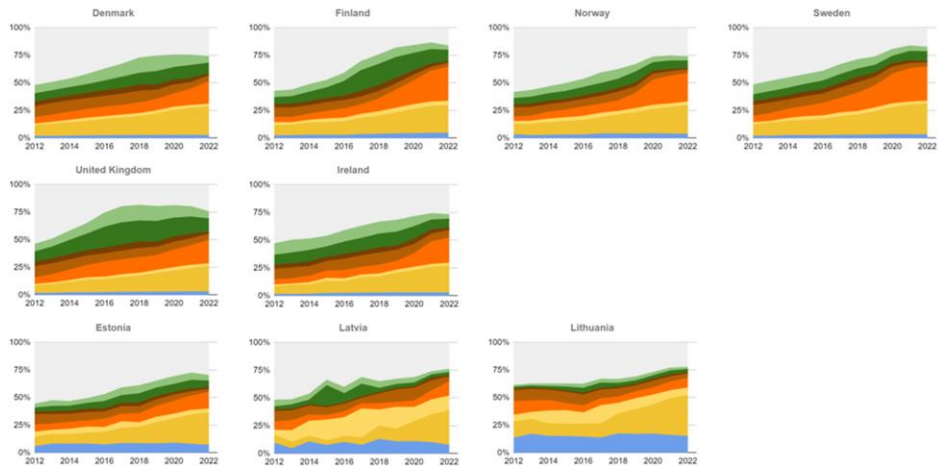 Denmark Finland Norway Sweden
100% 100% 100% 100%
75% 75% 75% 75%
50% 50% 50% 50%
25% 25% 25% 25%
0% 0% 0% 0%
2012 2014 2016 2018 2020 2022 2012 2014 2016 2018 2020 2022 2012 2014 2016 2018 2020 2022 2012 2014 2016 2018 2020 2022
United Kingdom Ireland
100% 100%
75% 75%
50% 50%
25% 25%
0% 0%
2012 2014 2016 2018 2020 2022 2012 2014 2016 2018 2020 2022
Estonia Latvia Lithuania
100% 100% 100%
75% 75% 75%
50% 50% 50%
25% 25% 25%
0% 0% 0%
2012 2014 2016 2018 2020 2022 2012 2014 2016 2018 2020 2022 2012 2014 2016 2018 2020 2022